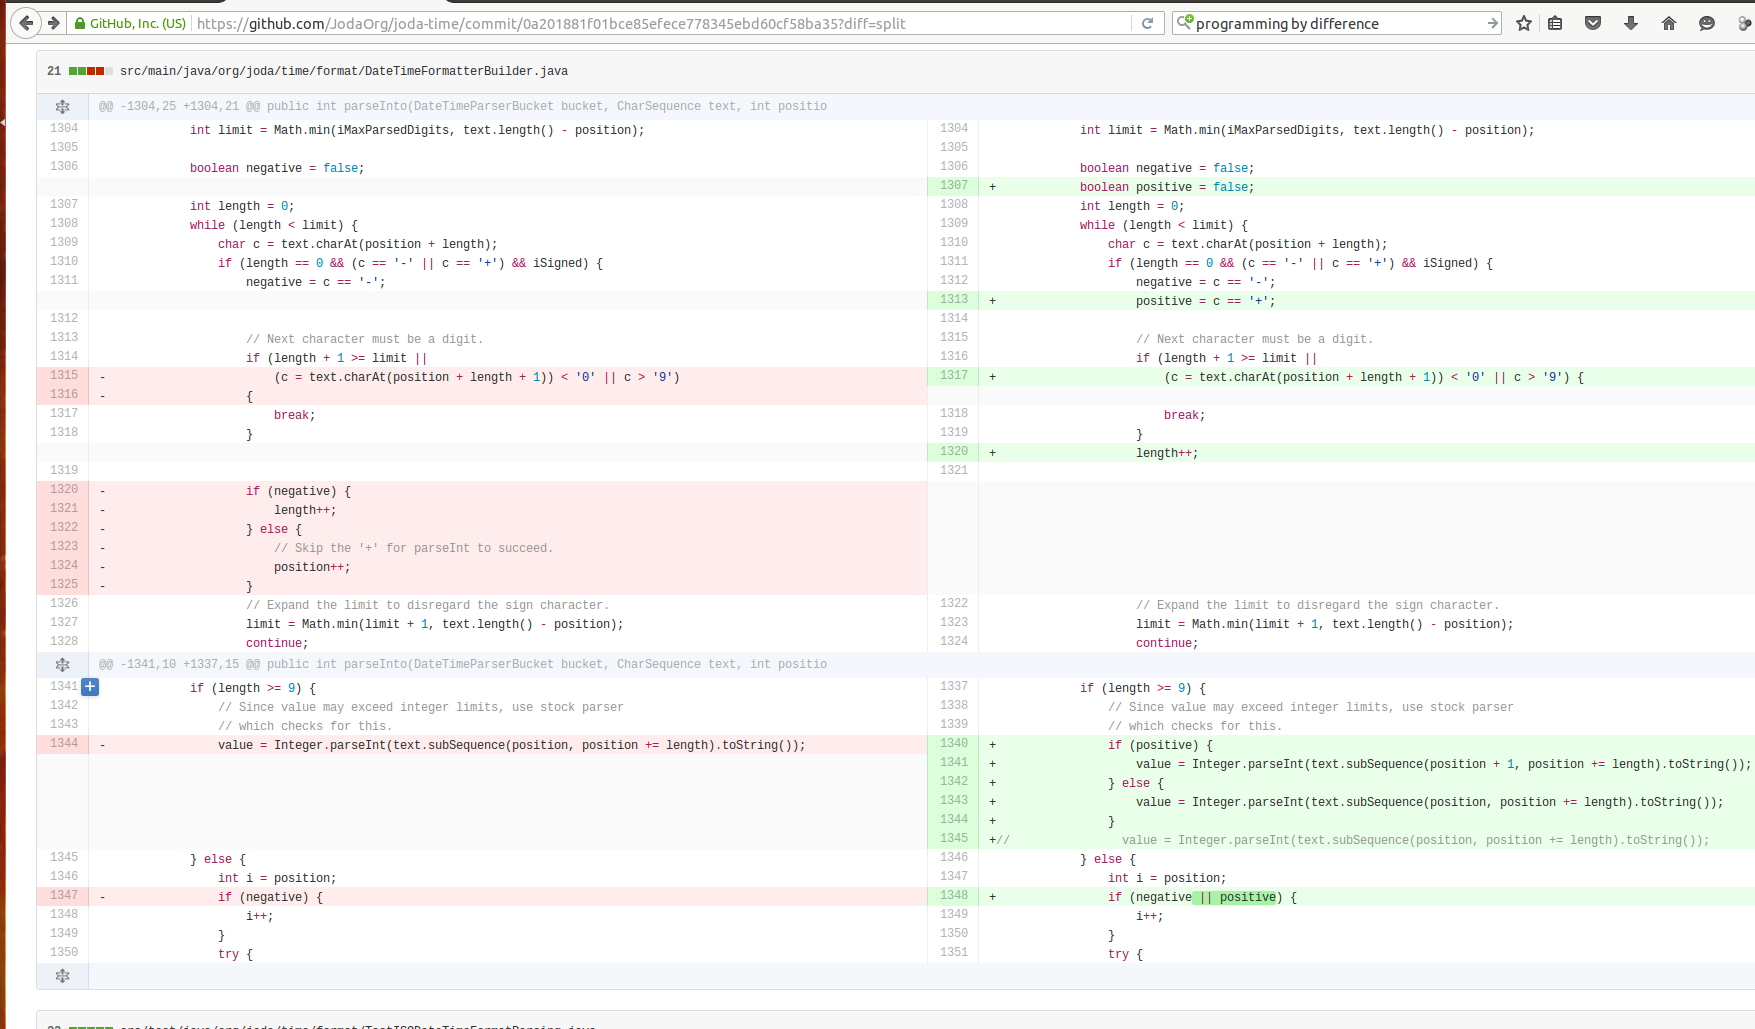 GitHub, Inc. (US) https://github.com/JodaOrg/joda-time/commit/0a201881f01bce85efece778345ebd60cf58ba35?diff=split programming by difference
21 src/main/java/org/joda/time/format/DateTimeFormatterBuilder.java
@@ -1304,25 +1304,21 @@ public int parseInto(DateTimeParserBucket bucket, CharSequence text, int positio
1304 int limit = Math.min(iMaxParsedDigits, text.length() - position); 1304 int limit = Math.min(iMaxParsedDigits, text.length() - position);
1305 1305
1306 boolean negative = false; 1306 boolean negative = false;
1307 + boolean positive = false;
1307 int length = 0; 1308 int length = 0;
1308 while (length < limit) { 1309 while (length < limit) {
1309 char c = text.charAt(position + length); 1310 char c = text.charAt(position + length);
1310 if (length == 0 && (c == '-' || c == '+') && iSigned) { 1311 if (length == 0 && (c == '-' || c == '+') && iSigned) {
1311 negative = c == '-'; 1312 negative = c == '-';
1313 + positive = c == '+';
1312 1314
1313 // Next character must be a digit. 1315 // Next character must be a digit.
1314 if (length + 1 >= limit || 1316 if (length + 1 >= limit ||
1315 - (c = text.charAt(position + length + 1)) < '0' || c > '9') 1317 + (c = text.charAt(position + length + 1)) < '0' || c > '9') {
1316 - {
1317 break; 1318 break;
1318 } 1319 }
1320 + length++;
1319 1321
1320 - if (negative) {
1321 - length++;
1322 - } else {
1323 - // Skip the '+' for parseInt to succeed.
1324 - position++;
1325 - }
1326 // Expand the limit to disregard the sign character. 1322 // Expand the limit to disregard the sign character.
1327 limit = Math.min(limit + 1, text.length() - position); 1323 limit = Math.min(limit + 1, text.length() - position);
1328 continue; 1324 continue;
@@ -1341,10 +1337,15 @@ public int parseInto(DateTimeParserBucket bucket, CharSequence text, int positio
1341 + if (length >= 9) { 1337 if (length >= 9) {
1342 // Since value may exceed integer limits, use stock parser 1338 // Since value may exceed integer limits, use stock parser
1343 // which checks for this. 1339 // which checks for this.
1344 - value = Integer.parseInt(text.subSequence(position, position += length).toString()); 1340 + if (positive) {
1341 + value = Integer.parseInt(text.subSequence(position + 1, position += length).toString());
1342 + } else {
1343 + value = Integer.parseInt(text.subSequence(position, position += length).toString());
1344 + }
1345 +// value = Integer.parseInt(text.subSequence(position, position += length).toString());
1345 } else { 1346 } else {
1346 int i = position; 1347 int i = position;
1347 - if (negative) { 1348 + if (negative || positive) {
1348 i++; 1349 i++;
1349 } 1350 }
1350 try { 1351 try {